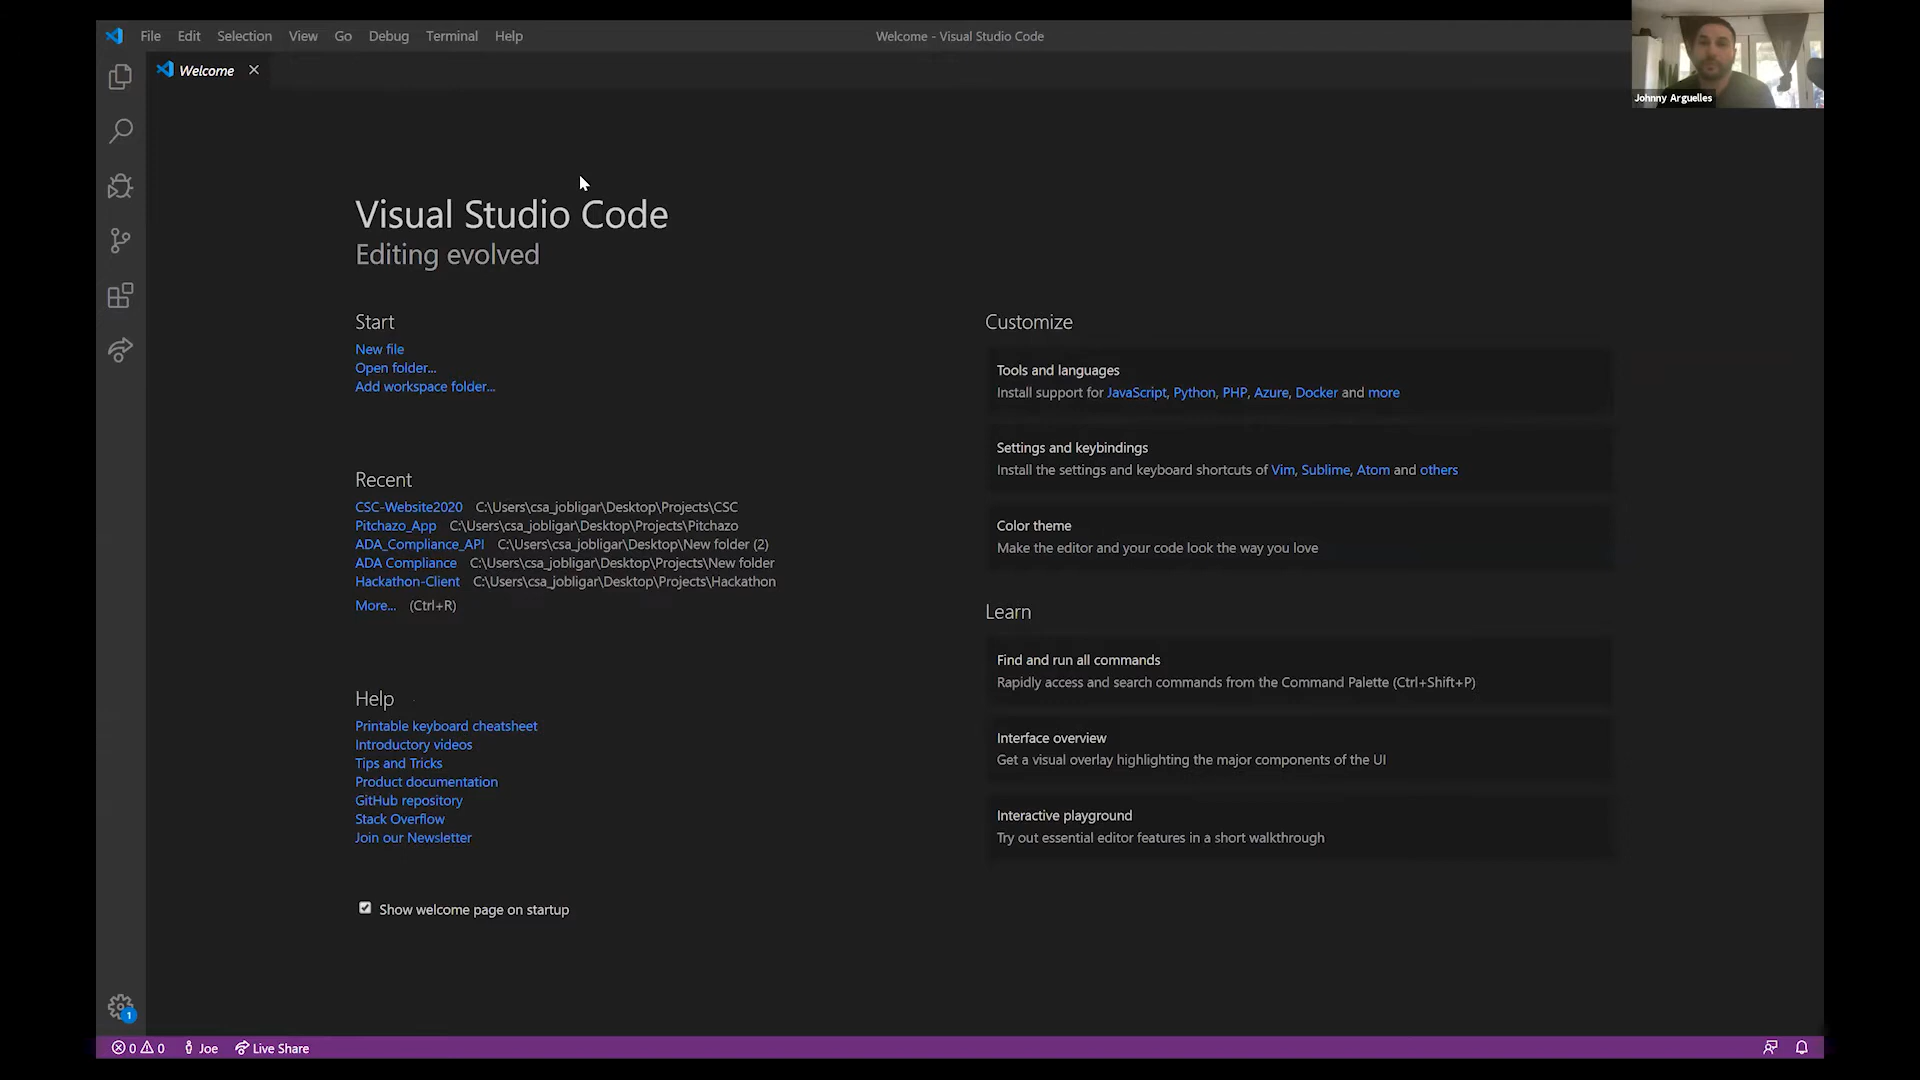 File Edit Selection View Go Debug Terminal Help
Welcome - Visual Studio Code
Johnny Arguelles
Welcome
Visual Studio Code
Editing evolved
Start
New file
Open folder...
Add workspace folder...
Recent
CSC-Website2020 C:\Users\csa_jobligar\Desktop\Projects\CSC
Pitchazo_App C:\Users\csa_jobligar\Desktop\Projects\Pitchazo
ADA_Compliance_API C:\Users\csa_jobligar\Desktop\New folder (2)
ADA Compliance C:\Users\csa_jobligar\Desktop\Projects\New folder
Hackathon-Client C:\Users\csa_jobligar\Desktop\Projects\Hackathon
More... (Ctrl+R)
Help
Printable keyboard cheatsheet
Introductory videos
Tips and Tricks
Product documentation
GitHub repository
Stack Overflow
Join our Newsletter
Show welcome page on startup
Customize
Tools and languages
Install support for JavaScript, Python, PHP, Azure, Docker and more
Settings and keybindings
Install the settings and keyboard shortcuts of Vim, Sublime, Atom and others
Color theme
Make the editor and your code look the way you love
Learn
Find and run all commands
Rapidly access and search commands from the Command Palette (Ctrl+Shift+P)
Interface overview
Get a visual overlay highlighting the major components of the UI
Interactive playground
Try out essential editor features in a short walkthrough
1
0 0 Joe Live Share